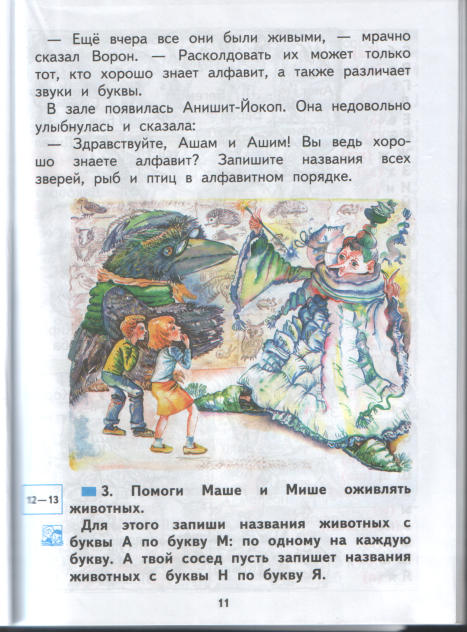 — Ещё вчера все они были живыми, — мрачно
сказал Ворон. — Расколдовать их может только
тот, кто хорошо знает алфавит, а также различает
звуки и буквы.
В зале появилась Анишит-Йокоп. Она недовольно
улыбнулась и сказала:
— Здравствуйте, Ашам и Ашим! Вы ведь хоро-
шо знаете алфавит? Запишите названия всех
зверей, рыб и птиц в алфавитном порядке.
3. Помоги Маше и Мише оживлять
12—13
животных.
Для этого запиши названия животных с
буквы А по букву М: по одному на каждую
букву. А твой сосед пусть запишет названия
животных с буквы Н по букву Я.
11